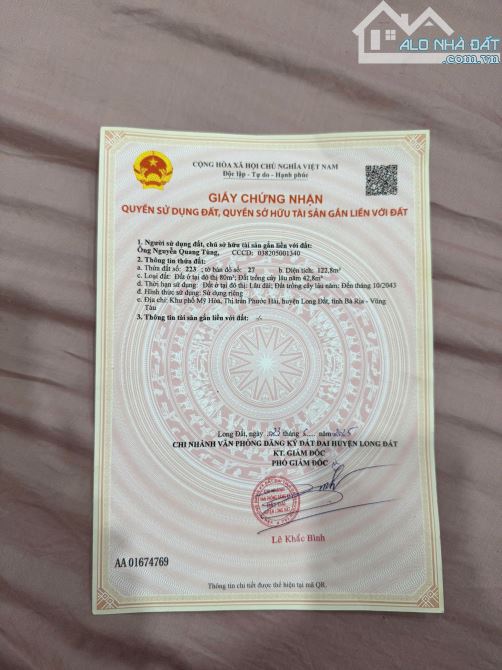 ALO NHÀ ĐẤT
.com.vn
CỘNG HÒA XÃ HỘI CHỦ NGHĨA VIỆT NAM
Độc lập - Tự do - Hạnh phúc
GIẤY CHỨNG NHẬN
QUYỀN SỬ DỤNG ĐẤT, QUYỀN SỞ HỮU TÀI SẢN GẮN LIỀN VỚI ĐẤT
1. Người sử dụng đất, chủ sở hữu tài sản gắn liền với đất:
Ông Nguyễn Quang Tùng, CCCD: 038205001340
2. Thông tin thửa đất:
a. Thửa đất số: 223 ; tờ bản đồ số: 27 b. Diện tích: 122,8m²
c. Loại đất: Đất ở tại đô thị 80m²; Đất trồng cây lâu năm 42,8m²
d. Thời hạn sử dụng: Đất ở tại đô thị: Lâu dài; Đất trồng cây lâu năm: Đến tháng 10/2043
đ. Hình thức sử dụng: Sử dụng riêng
e. Địa chỉ: Khu phố Mỹ Hòa, Thị trấn Phước Hải, huyện Long Đất, tỉnh Bà Rịa - Vũng
Tàu
3. Thông tin tài sản gắn liền với đất: -/-
Long Đất, ngày 23 tháng 5 năm 2025
CHI NHÁNH VĂN PHÒNG ĐĂNG KÝ ĐẤT ĐAI HUYỆN LONG ĐẤT
KT. GIÁM ĐỐC
PHÓ GIÁM ĐỐC
Lê Khắc Bình
AA 01674769
Thông tin chi tiết được thể hiện tại mã QR.